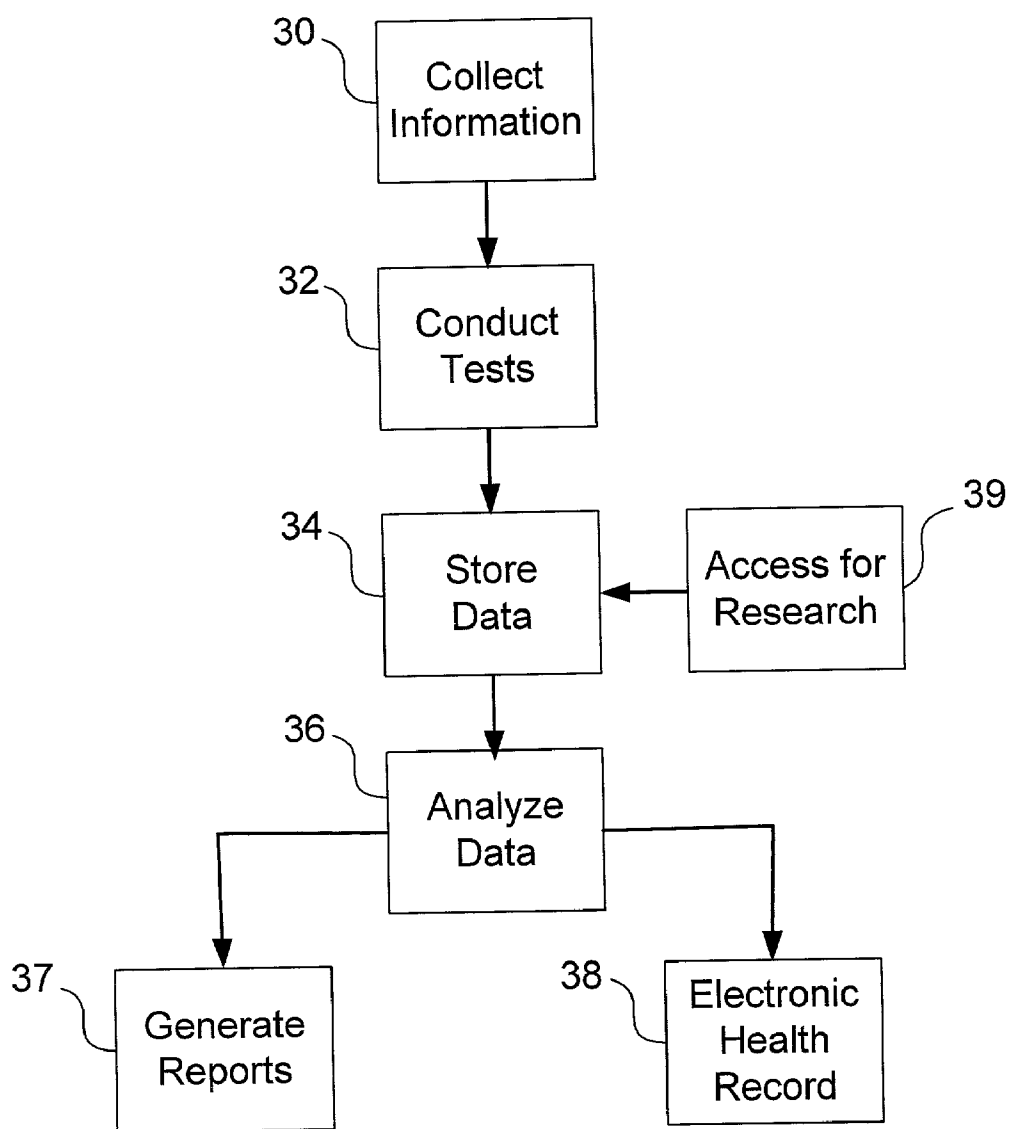 30
Collect
Information
32
Conduct
Tests
34
Store
Data
39
Access for
Research
36
Analyze
Data
37
Generate
Reports
38
Electronic
Health
Record